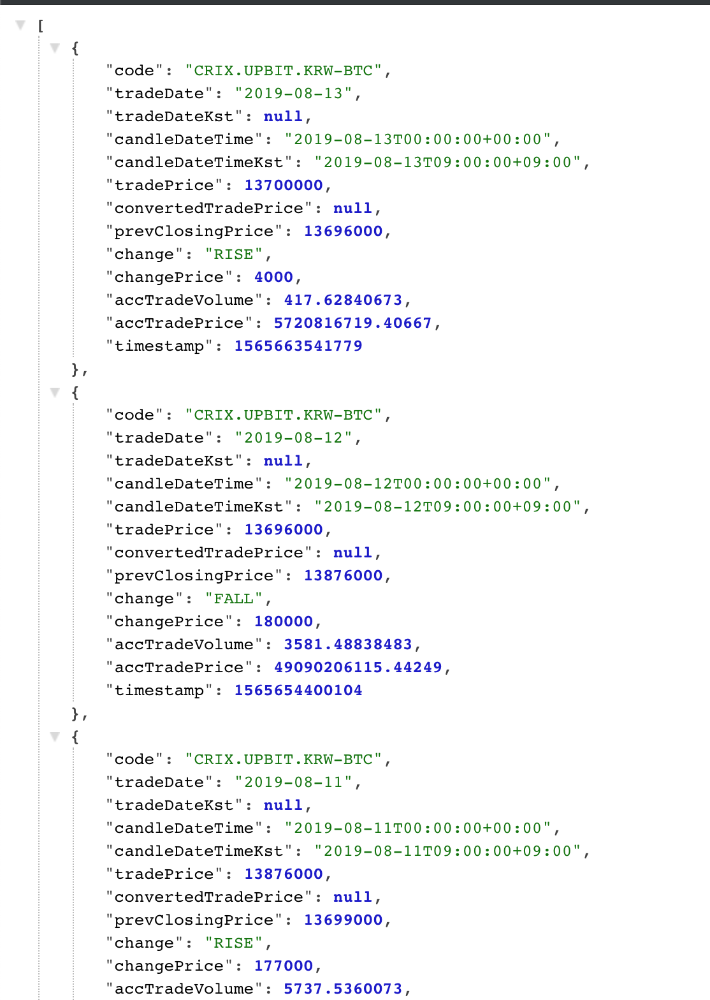 [
{
"code": "CRIX.UPBIT.KRW-BTC",
"tradeDate": "2019-08-13",
"tradeDateKst": null,
"candleDateTime": "2019-08-13T00:00:00+00:00",
"candleDateTimeKst": "2019-08-13T09:00:00+09:00",
"tradePrice": 13700000,
"convertedTradePrice": null,
"prevClosingPrice": 13696000,
"change": "RISE",
"changePrice": 4000,
"accTradeVolume": 417.62840673,
"accTradePrice": 5720816719.40667,
"timestamp": 1565663541779
},
{
"code": "CRIX.UPBIT.KRW-BTC",
"tradeDate": "2019-08-12",
"tradeDateKst": null,
"candleDateTime": "2019-08-12T00:00:00+00:00",
"candleDateTimeKst": "2019-08-12T09:00:00+09:00",
"tradePrice": 13696000,
"convertedTradePrice": null,
"prevClosingPrice": 13876000,
"change": "FALL",
"changePrice": 180000,
"accTradeVolume": 3581.48838483,
"accTradePrice": 49090206115.44249,
"timestamp": 1565654400104
},
{
"code": "CRIX.UPBIT.KRW-BTC",
"tradeDate": "2019-08-11",
"tradeDateKst": null,
"candleDateTime": "2019-08-11T00:00:00+00:00",
"candleDateTimeKst": "2019-08-11T09:00:00+09:00",
"tradePrice": 13876000,
"convertedTradePrice": null,
"prevClosingPrice": 13699000,
"change": "RISE",
"changePrice": 177000,
"accTradeVolume": 5737.5360073,